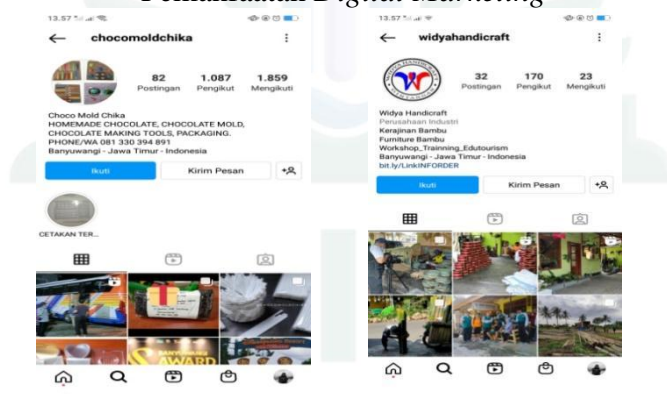 Pemanfaatan Digital Marketing
13.57
chocomoldchika
82 1.087 1.859
Postingan Pengikut Mengikuti
Choco Mold Chika
HOMEMADE CHOCOLATE, CHOCOLATE MOLD,
CHOCOLATE MAKING TOOLS, PACKAGING.
PHONE/WA 081 330 394 891
Banyuwangi - Jawa Timur - Indonesia
Ikuti Kirim Pesan
CETAKAN TER...
AWARD
13.57
widyahandicraft
32 170 23
Postingan Pengikut Mengikuti
Widya Handicraft
Perusahaan Industri
Kerajinan Bambu
Furniture Bambu
Workshop_Trainning_Edutourism
Banyuwangi - Jawa Timur - Indonesia
bit.ly/LinkINFORDER
Ikuti Kirim Pesan